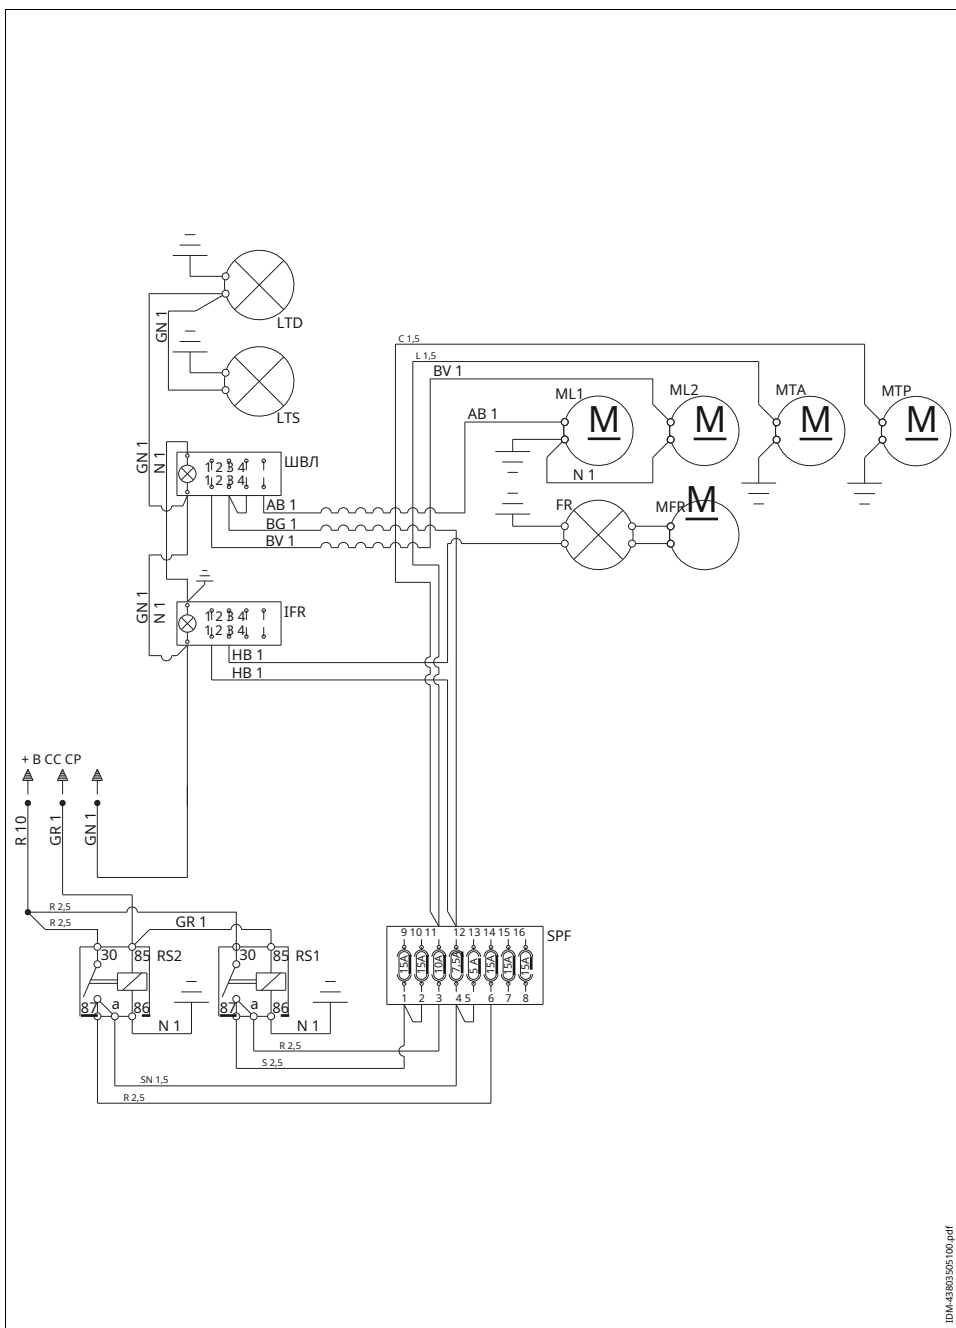 LTD
GN 1
LTS
C 1,5
L 1,5
BV 1
ML1
ML2
MTA
MTP
M
M
M
M
AB 1
N 1
GN 1
N 1
ШВЛ
1 2 3 4
1 2 3 4
AB 1
BG 1
BV 1
FR
MFR
M
GN 1
N 1
IFR
1 2 3 4
1 2 3 4
HB 1
HB 1
+ В СС СР
R 10
GR 1
GN 1
R 2,5
R 2,5
GR 1
30
85
RS2
30
85
RS1
87
a
86
87
a
86
N 1
N 1
9 10 11 12 13 14 15 16
SPF
15A
15A
10A
7,5A
5 A
15A
15A
15A
1 2 3 4 5 6 7 8
R 2,5
S 2,5
SN 1,5
R 2,5
IDM-43803505100.pdf